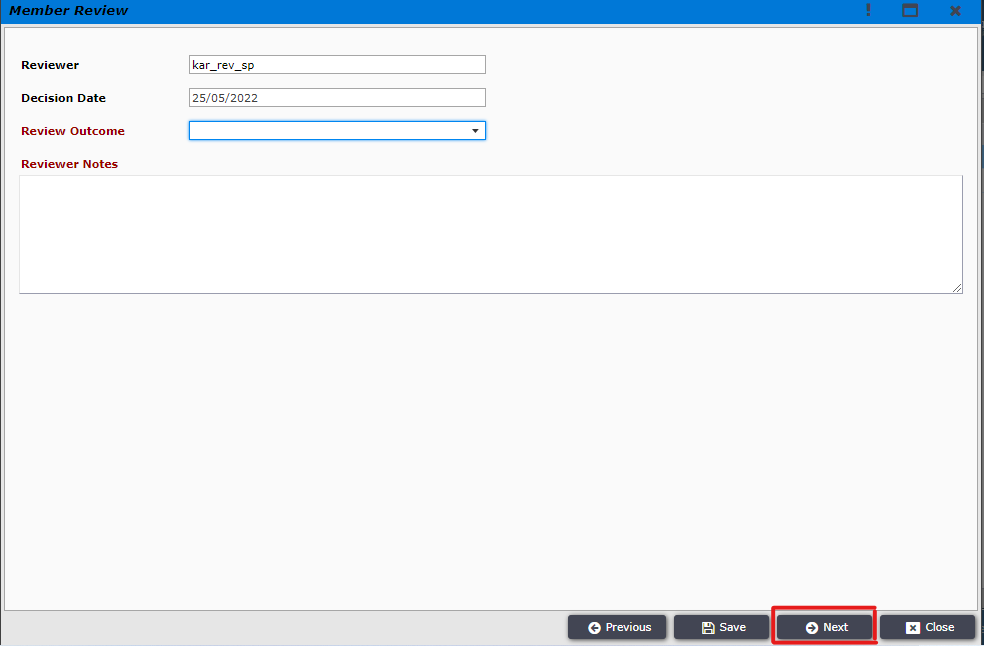 Member Review
Reviewer kar_rev_sp
Decision Date 25/05/2022
Review Outcome
Reviewer Notes
Previous Save Next Close